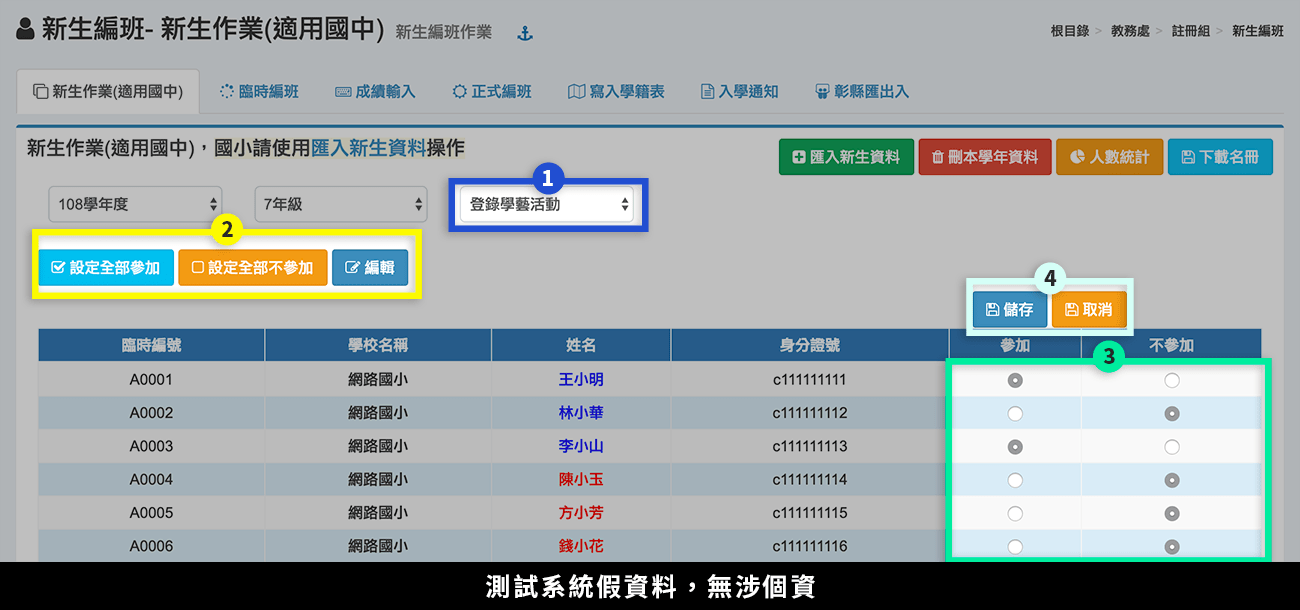 新生編班- 新生作業(適用國中) 新生編班作業
根目錄 > 教務處 > 註冊組 > 新生編班
新生作業(適用國中) 臨時編班 成績輸入 正式編班 寫入學籍表 入學通知 彰縣匯出入
新生作業(適用國中)，國小請使用匯入新生資料操作
匯入新生資料 刪本學年資料 人數統計 下載名冊
1
108學年度 7年級 登錄學藝活動
2
設定全部參加 設定全部不參加 編輯
4
儲存 取消
臨時編號 學校名稱 姓名 身分證號 參加 不參加
3
A0001 網路國小 王小明 c111111111
A0002 網路國小 林小華 c111111112
A0003 網路國小 李小山 c111111113
A0004 網路國小 陳小玉 c111111114
A0005 網路國小 方小芳 c111111115
A0006 網路國小 錢小花 c111111116
測試系統假資料，無涉個資